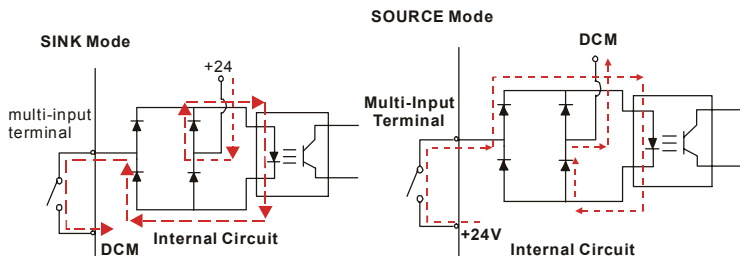 SINK Mode
+24
multi-input
terminal
DCM
Internal Circuit
SOURCE Mode
DCM
Multi-Input
Terminal
+24V
Internal Circuit